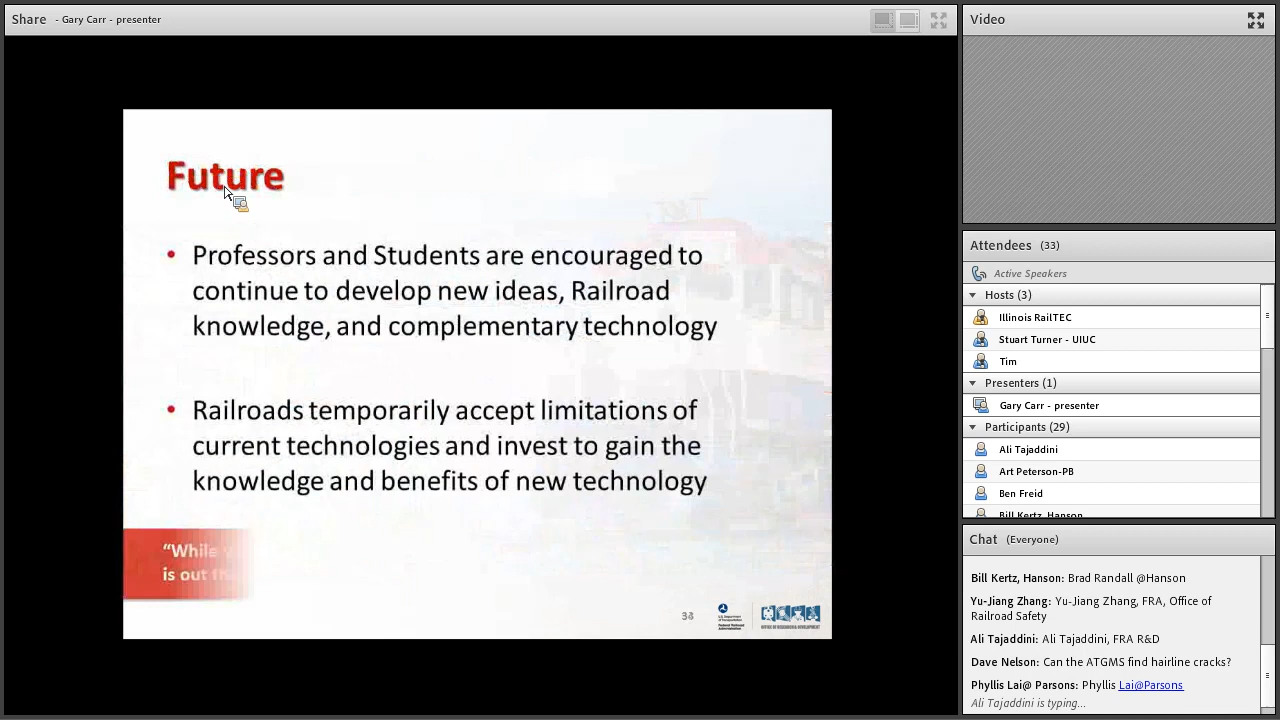 Share - Gary Carr - presenter
Future
• Professors and Students are encouraged to
continue to develop new ideas, Railroad
knowledge, and complementary technology
• Railroads temporarily accept limitations of
current technologies and invest to gain the
knowledge and benefits of new technology
“While
is out
Video
Attendees (33)
Active Speakers
Hosts (3)
Illinois RailTEC
Stuart Turner - UIUC
Tim
Presenters (1)
Gary Carr - presenter
Participants (29)
Ali Tajaddini
Art Peterson-PB
Ben Freid
Bill Kertz, Hanson
Chat (Everyone)
Bill Kertz, Hanson: Brad Randall @Hanson
Yu-Jiang Zhang: Yu-Jiang Zhang, FRA Office of
Railroad Safety
Ali Tajaddini: Ali Tajaddini, FRA R&D
Dave Nelson: Can the ATGMS find hairline cracks?
Phyllis Lai@ Parsons: Phyllis Lai@Parsons
Ali Tajaddini is typing...